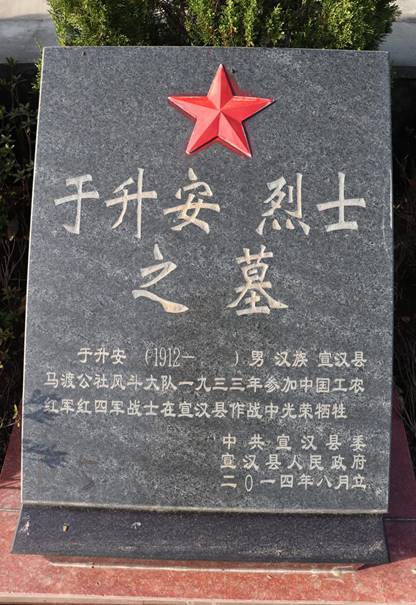 于升安 烈士
之墓
于升安 (1912— ) 男 汉族 宣汉县
马渡公社风斗大队一九三三年参加中国工农
红军红四军战士在宣汉县作战中光荣牺牲
中共宣汉县委
宣汉县人民政府
二0一四年八月立